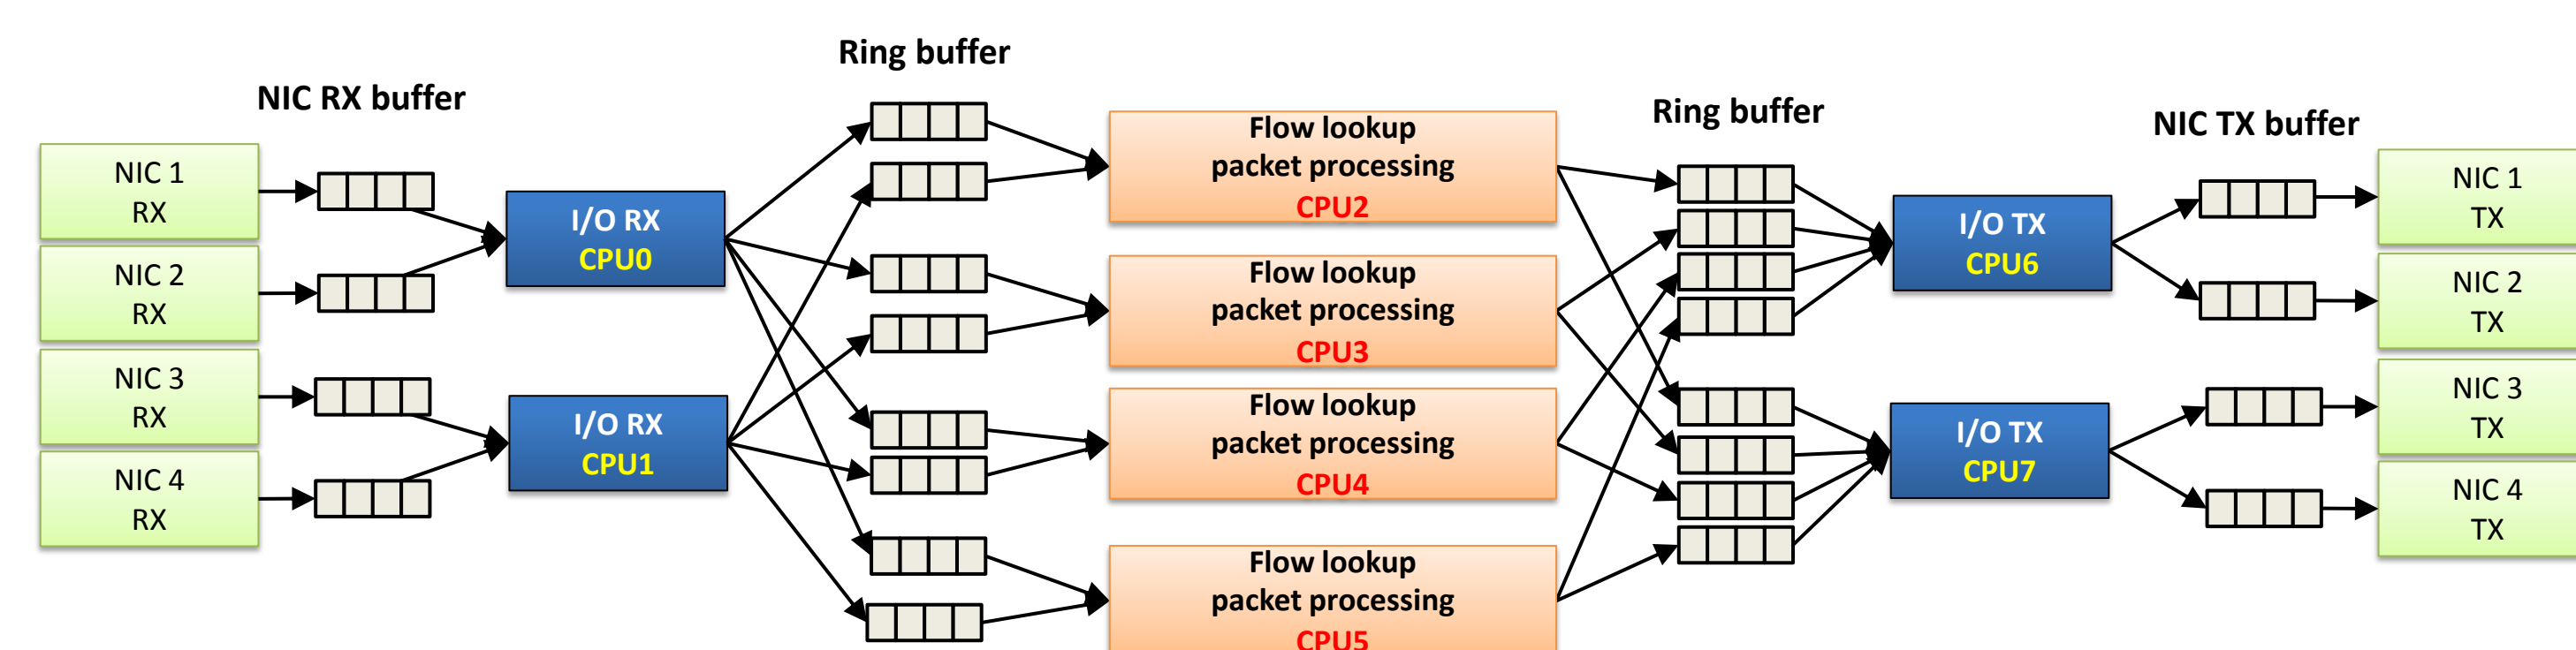 Ring buffer
NIC RX buffer
Ring buffer
NIC TX buffer
NIC 1
RX
NIC 2
RX
NIC 3
RX
NIC 4
RX
I/O RX
CPU0
I/O RX
CPU1
Flow lookup
packet processing
CPU2
Flow lookup
packet processing
CPU3
Flow lookup
packet processing
CPU4
Flow lookup
packet processing
CPU5
I/O TX
CPU6
I/O TX
CPU7
NIC 1
TX
NIC 2
TX
NIC 3
TX
NIC 4
TX